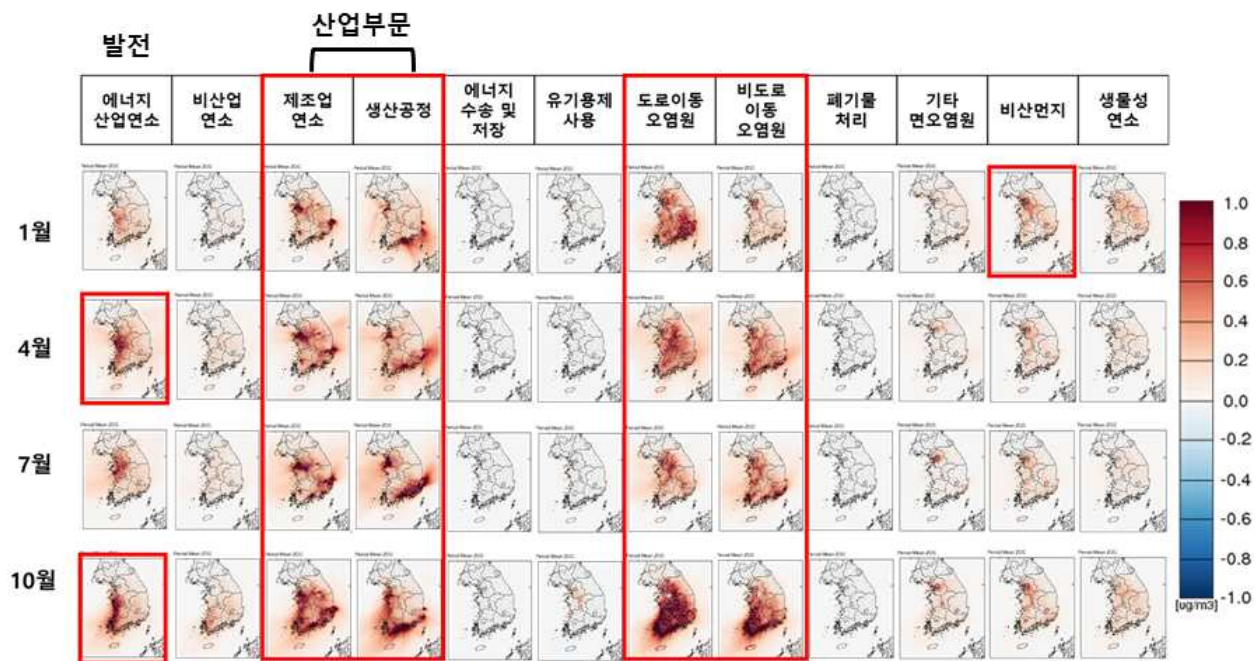 발전
산업부문
에너지
산업연소
비산업
연소
제조업
연소
생산공정
에너지
수송 및
저장
유기용제
사용
도로이동
오염원
비도로
이동
오염원
폐기물
처리
기타
면오염원
비산먼지
생물성
연소
1월
4월
7월
10월
1.0
0.8
0.6
0.4
0.2
0.0
-0.2
-0.4
-0.6
-0.8
-1.0
[ug/m3]